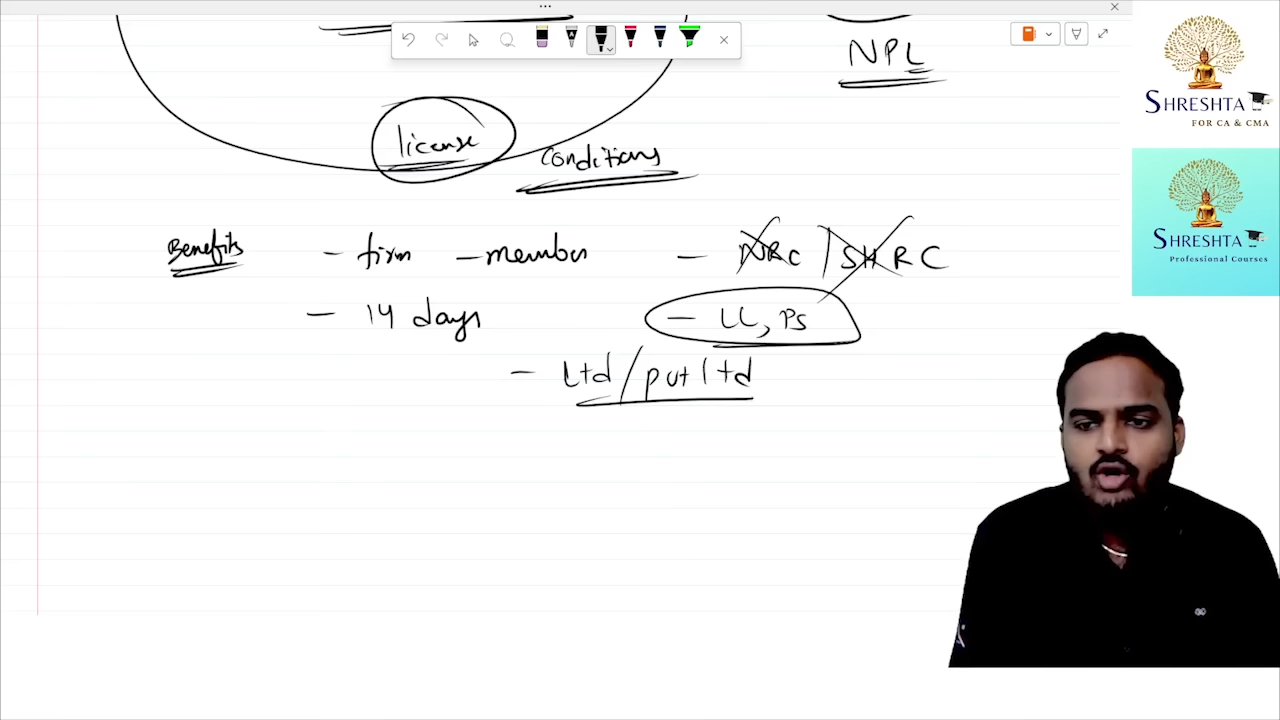 NPL
SHRESHTA
FOR CA & CMA
license
conditions
SHRESHTA
Professional Courses
Benefits - firm - member - NRC / SHRC
- 14 days - LL, Ps
- Ltd / pvt ltd